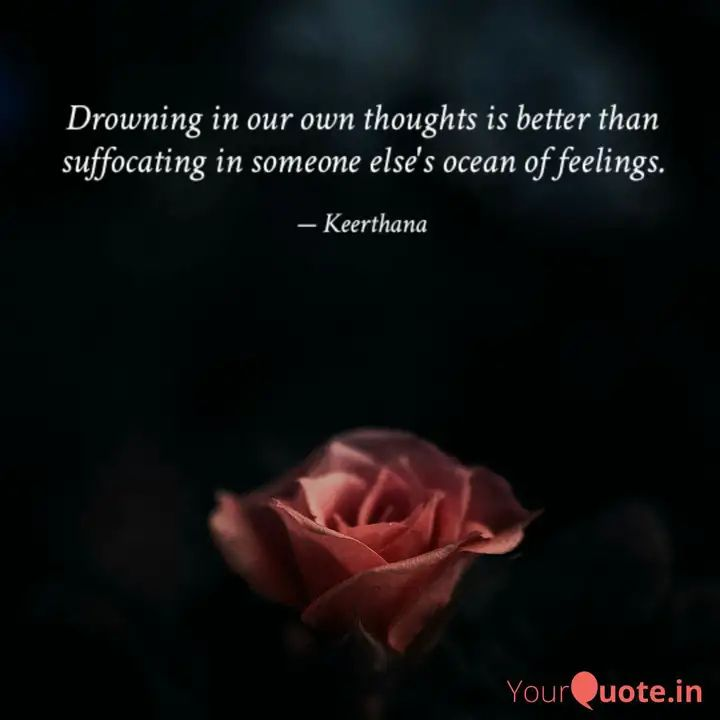 Drowning in our own thoughts is better than
suffocating in someone else's ocean of feelings.
— Keerthana
YourQuote.in